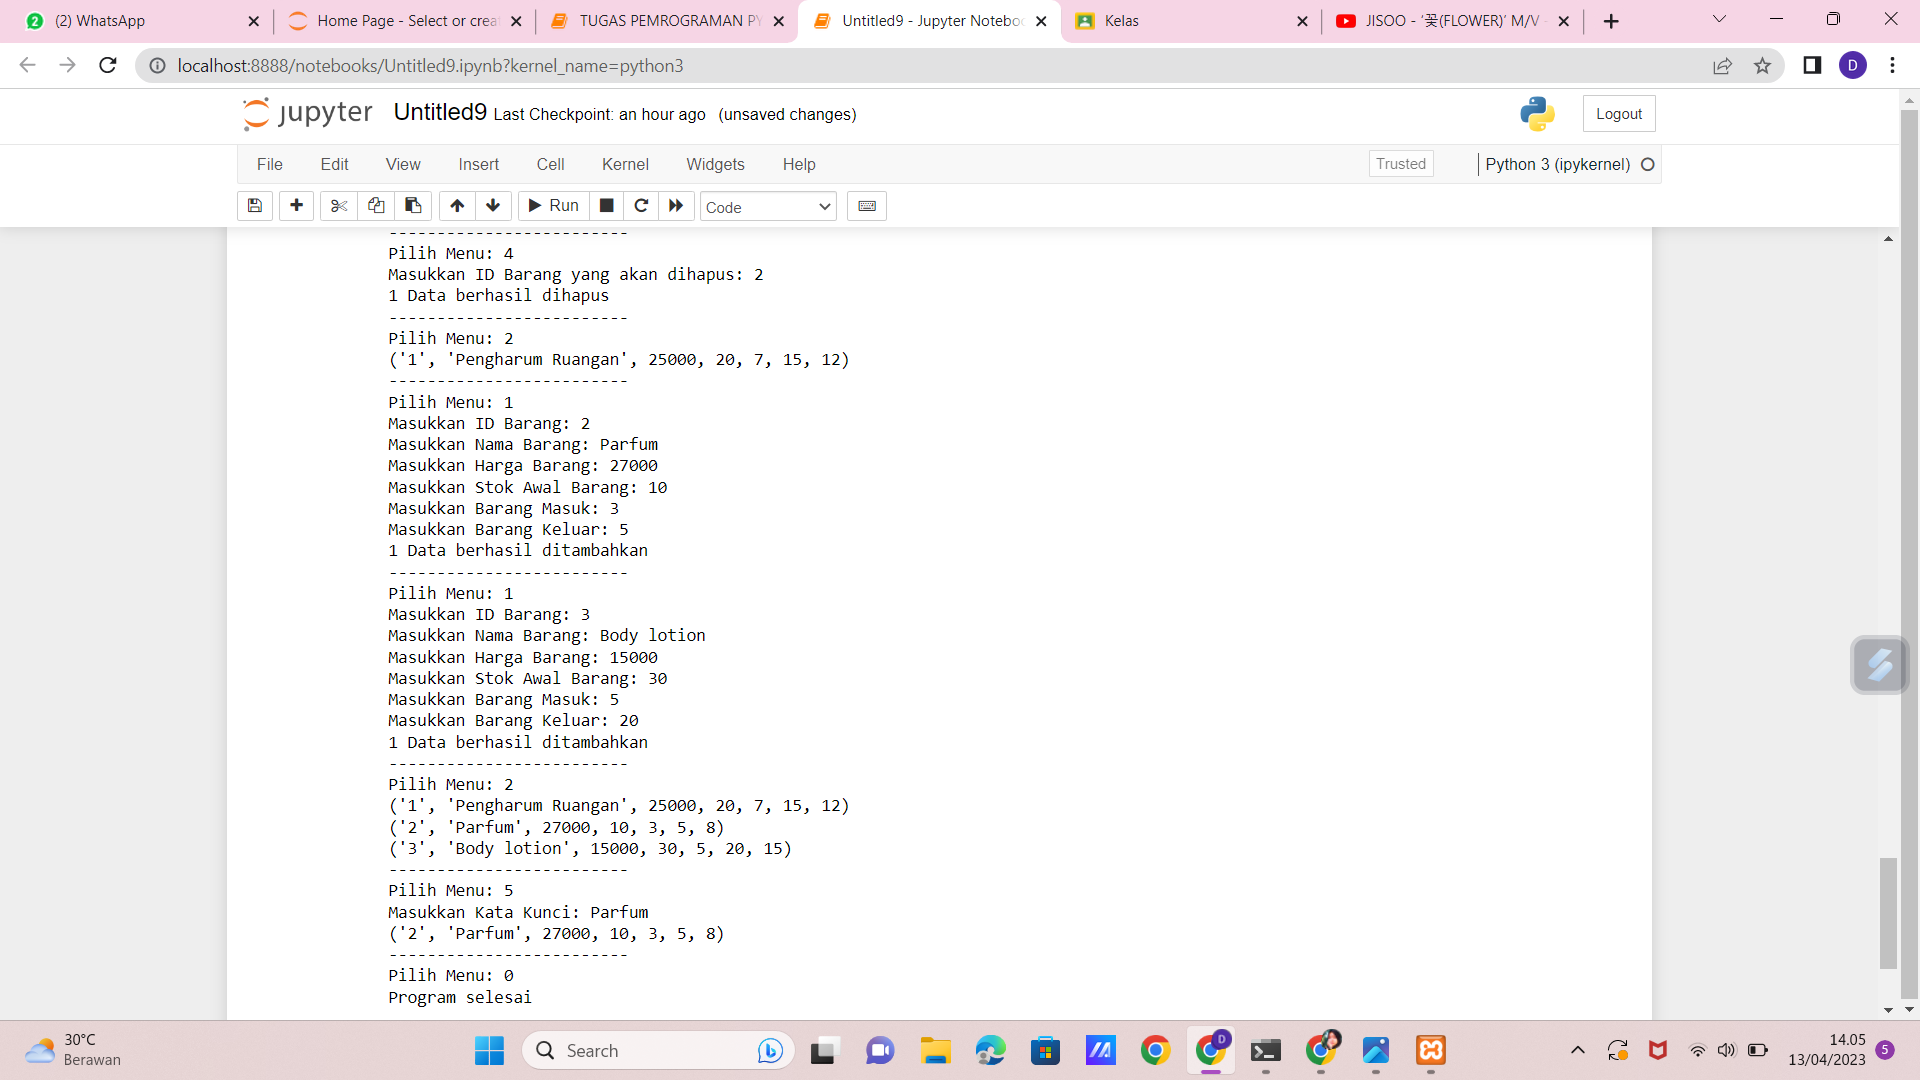 (2) WhatsApp
Home Page - Select or crea
TUGAS PEMROGRAMAN PY
Untitled9 - Jupyter Noteboo
Kelas
JISOO - '꽃(FLOWER)' M/V -
localhost:8888/notebooks/Untitled9.ipynb?kernel_name=python3
D
jupyter Untitled9 Last Checkpoint: an hour ago (unsaved changes)
Logout
File Edit View Insert Cell Kernel Widgets Help
Trusted
Python 3 (ipykernel)
Run
Code
-------------------------
Pilih Menu: 4
Masukkan ID Barang yang akan dihapus: 2
1 Data berhasil dihapus
-------------------------
Pilih Menu: 2
('1', 'Pengharum Ruangan', 25000, 20, 7, 15, 12)
-------------------------
Pilih Menu: 1
Masukkan ID Barang: 2
Masukkan Nama Barang: Parfum
Masukkan Harga Barang: 27000
Masukkan Stok Awal Barang: 10
Masukkan Barang Masuk: 3
Masukkan Barang Keluar: 5
1 Data berhasil ditambahkan
-------------------------
Pilih Menu: 1
Masukkan ID Barang: 3
Masukkan Nama Barang: Body lotion
Masukkan Harga Barang: 15000
Masukkan Stok Awal Barang: 30
Masukkan Barang Masuk: 5
Masukkan Barang Keluar: 20
1 Data berhasil ditambahkan
-------------------------
Pilih Menu: 2
('1', 'Pengharum Ruangan', 25000, 20, 7, 15, 12)
('2', 'Parfum', 27000, 10, 3, 5, 8)
('3', 'Body lotion', 15000, 30, 5, 20, 15)
-------------------------
Pilih Menu: 5
Masukkan Kata Kunci: Parfum
('2', 'Parfum', 27000, 10, 3, 5, 8)
-------------------------
Pilih Menu: 0
Program selesai
30°C
Berawan
Search
D
14.05
13/04/2023
5